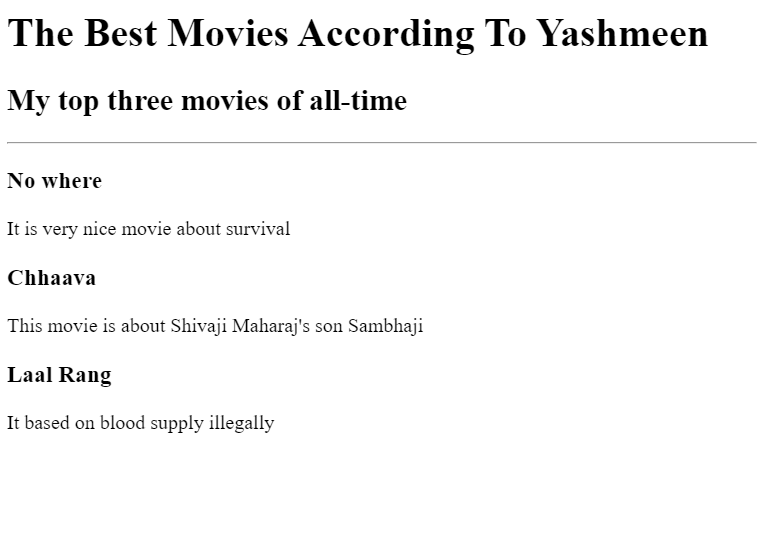 The Best Movies According To Yashmeen
My top three movies of all-time
No where
It is very nice movie about survival
Chhaava
This movie is about Shivaji Maharaj's son Sambhaji
Laal Rang
It based on blood supply illegally